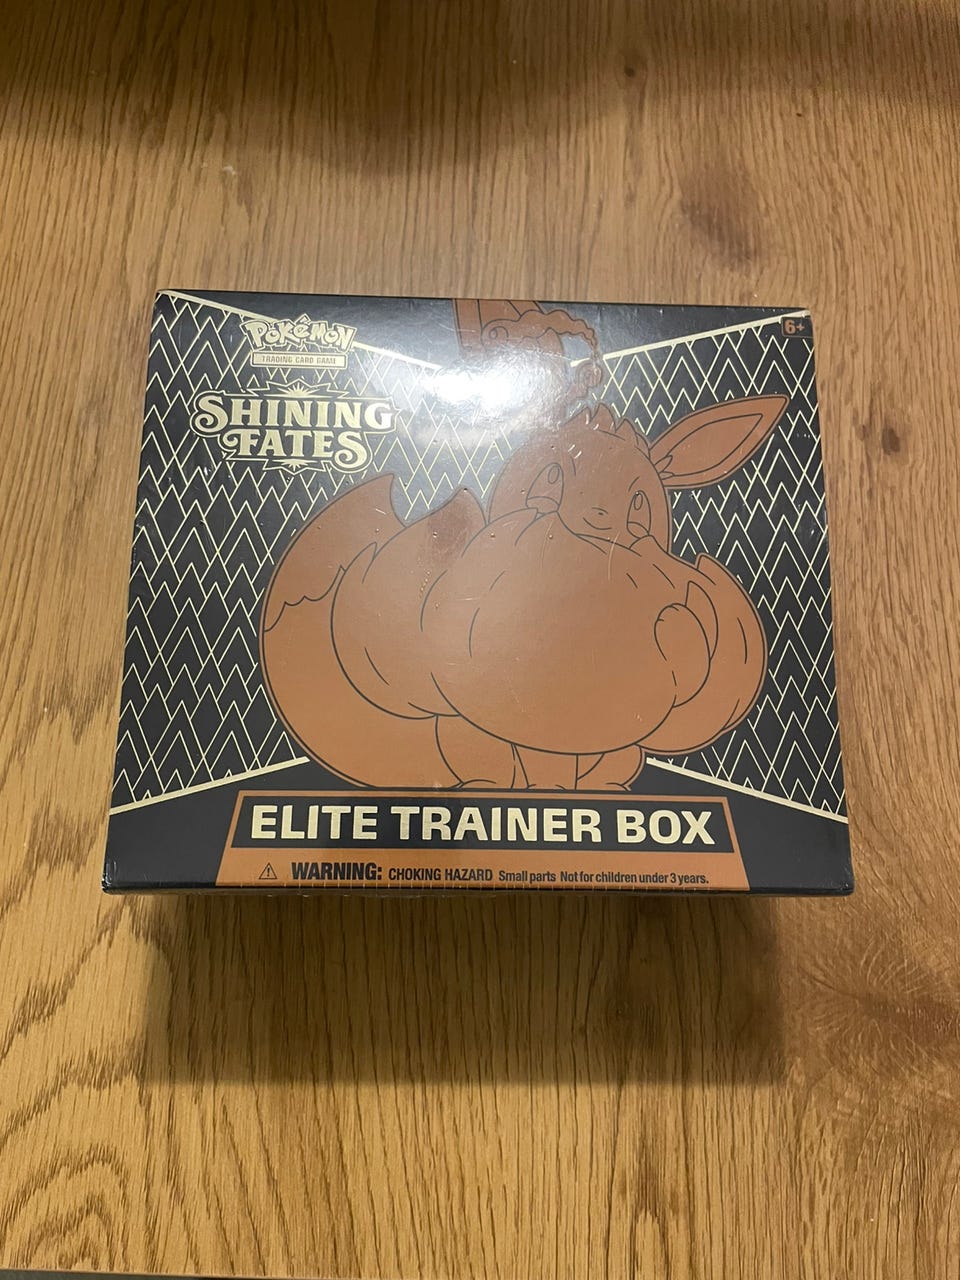 POKéMON
TRADING CARD GAME
6+
SHINING
FATES
ELITE TRAINER BOX
WARNING: CHOKING HAZARD Small parts Not for children under 3 years.